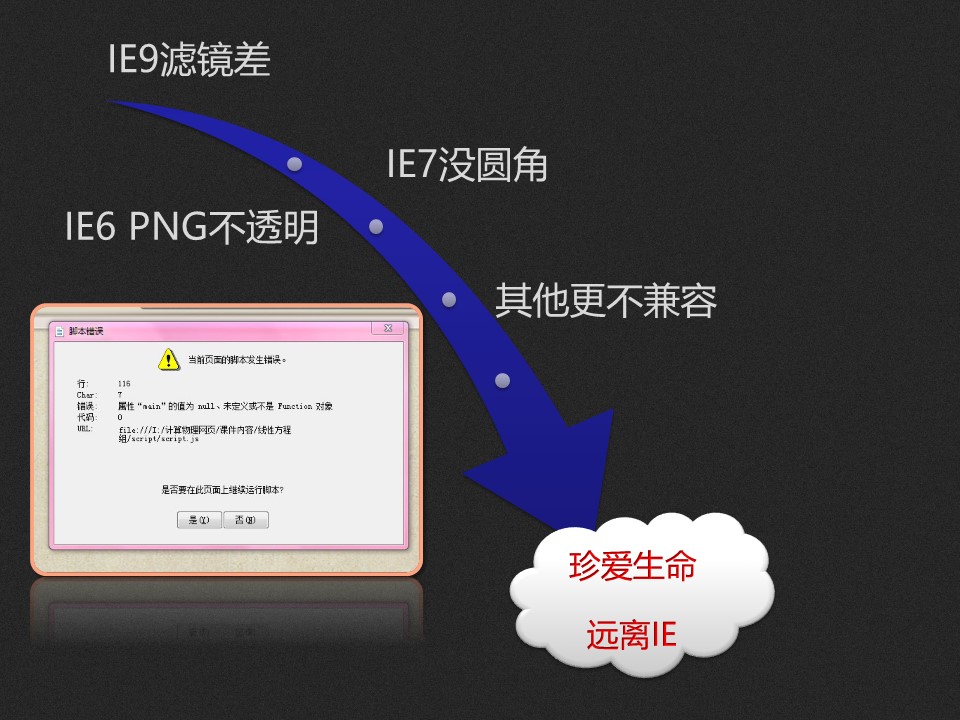 IE9滤镜差
IE7没圆角
IE6 PNG不透明
其他更不兼容
脚本错误
当前页面的脚本发生错误。
行: 116
Char: 7
错误: 属性“main”的值为 null、未定义或不是 Function 对象
代码: 0
URL: file:///I:/计算物理网页/课件内容/线性方程
组/script/script.js
是否要在此页面上继续运行脚本?
是(Y) 否(N)
珍爱生命
远离IE